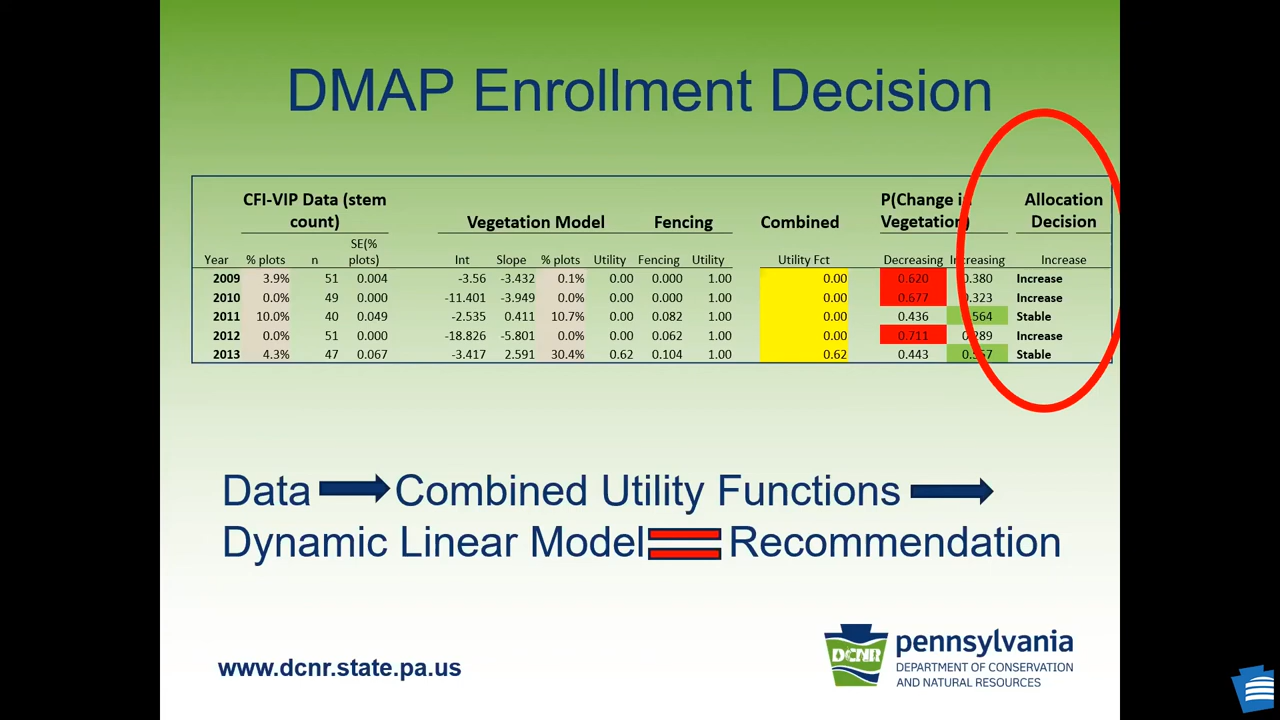 DMAP Enrollment Decision
CFI-VIP Data (stem count) Vegetation Model Fencing Combined P(Change i Vegetation) Allocation Decision
Year % plots n SE(% plots) Int Slope % plots Utility Fencing Utility Utility Fct Decreasing Increasing Increase
2009 3.9% 51 0.004 -3.56 -3.432 0.1% 0.00 0.000 1.00 0.00 0.620 0.380 Increase
2010 0.0% 49 0.000 -11.401 -3.949 0.0% 0.00 0.000 1.00 0.00 0.677 0.323 Increase
2011 10.0% 40 0.049 -2.535 0.411 10.7% 0.00 0.082 1.00 0.00 0.436 .564 Stable
2012 0.0% 51 0.000 -18.826 -5.801 0.0% 0.00 0.062 1.00 0.00 0.711 .289 Increase
2013 4.3% 47 0.067 -3.417 2.591 30.4% 0.62 0.104 1.00 0.62 0.443 Stable
Data Combined Utility Functions
Dynamic Linear Model Recommendation
www.dcnr.state.pa.us
DCNR
pennsylvania
DEPARTMENT OF CONSERVATION
AND NATURAL RESOURCES